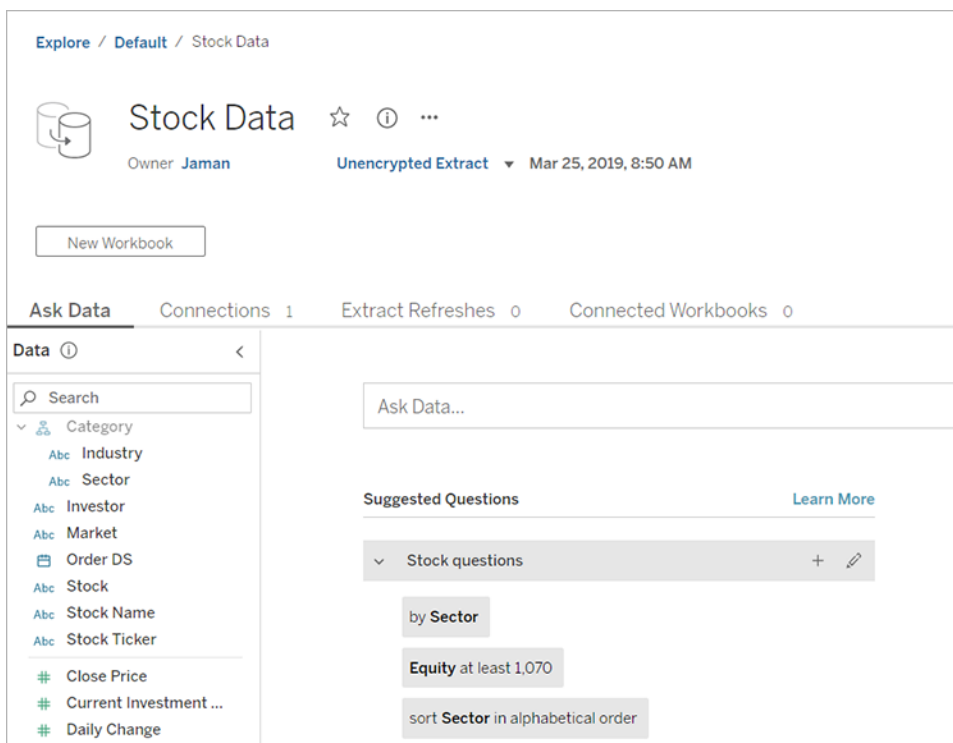 Explore / Default / Stock Data
Stock Data
Owner Jaman Unencrypted Extract Mar 25, 2019, 8:50 AM
New Workbook
Ask Data Connections 1 Extract Refreshes 0 Connected Workbooks 0
Data
Search
Category
Abc Industry
Abc Sector
Abc Investor
Abc Market
Order DS
Abc Stock
Abc Stock Name
Abc Stock Ticker
# Close Price
# Current Investment ...
# Daily Change
Ask Data...
Suggested Questions Learn More
Stock questions
by Sector
Equity at least 1,070
sort Sector in alphabetical order